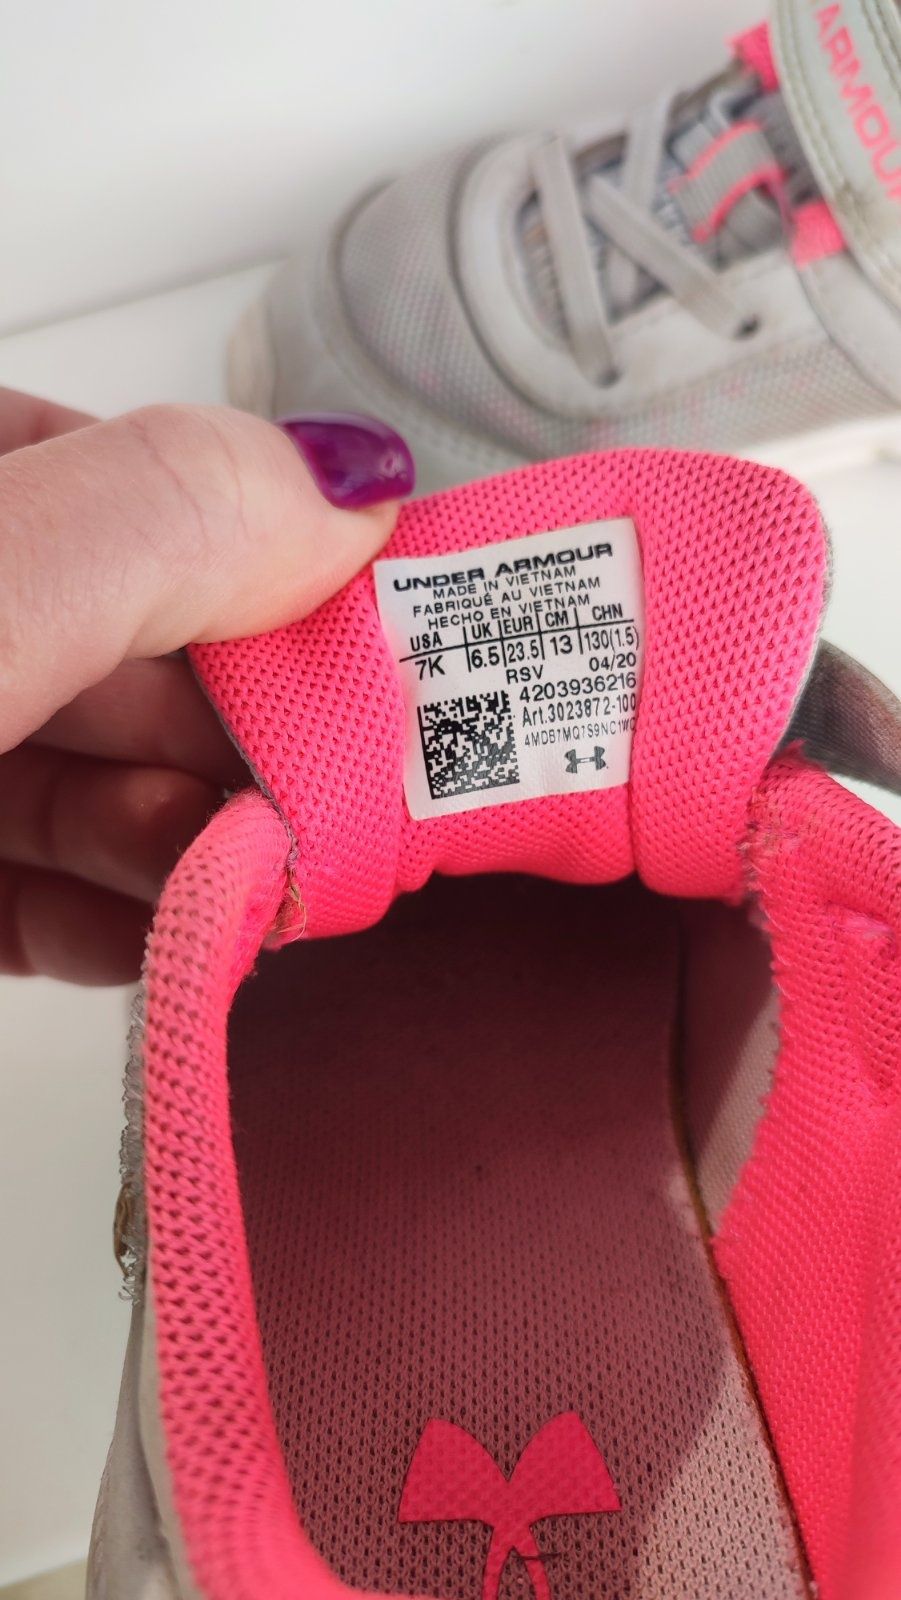 ARMOUR
UNDER ARMOUR
MADE IN VIETNAM
FABRIQUÉ AU VIETNAM
HECHO EN VIETNAM
USA UK EUR CM CHN
7K 6.5 23.5 13 130(1.5)
RSV 04/20
4203936216
Art.3023872-100